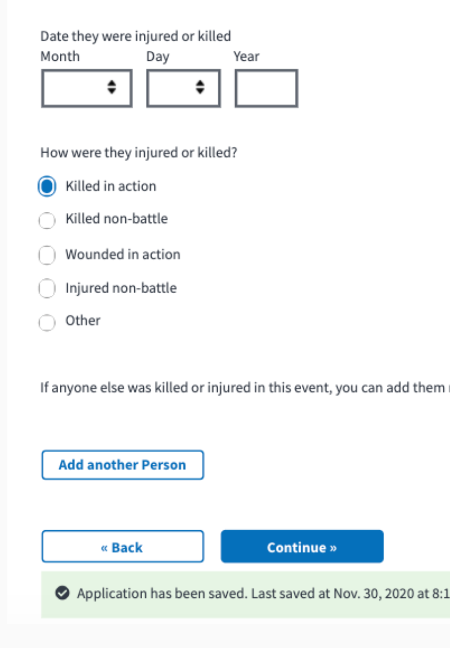 Date they were injured or killed
Month Day Year
How were they injured or killed?
Killed in action
Killed non-battle
Wounded in action
Injured non-battle
Other
If anyone else was killed or injured in this event, you can add them
Add another Person
« Back Continue »
Application has been saved. Last saved at Nov. 30, 2020 at 8:1